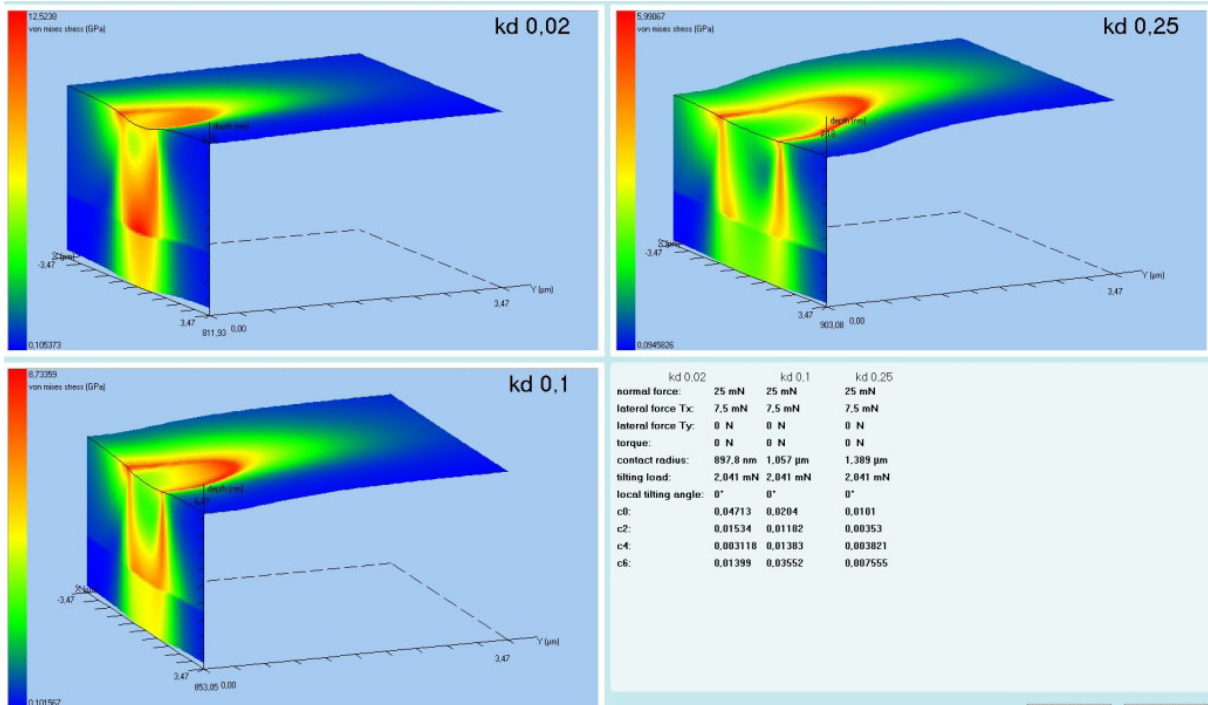 12,5238
von mises stress (GPa)
kd 0,02
depth (nm)
-3,47
3,47
811,93
0,00
Y (µm)
3,47
0,105373
5,99067
von mises stress (GPa)
kd 0,25
depth (nm)
-3,47
3,47
903,08
0,00
Y (µm)
3,47
0,0945826
8,73359
von mises stress (GPa)
kd 0,1
depth (nm)
-3,47
3,47
853,05
0,00
Y (µm)
3,47
0,101567
kd 0,02 kd 0,1 kd 0,25
normal force: 25 mN 25 mN 25 mN
lateral force Tx: 7,5 mN 7,5 mN 7,5 mN
lateral force Ty: 0 N 0 N 0 N
torque: 0 N 0 N 0 N
contact radius: 897,8 nm 1,057 µm 1,389 µm
tilting load: 2,041 mN 2,041 mN 2,041 mN
local tilting angle: 0° 0° 0°
c0: 0,04713 0,0204 0,0101
c2: 0,01534 0,01182 0,00353
c4: 0,003118 0,01383 0,003821
c6: 0,01399 0,03552 0,007555